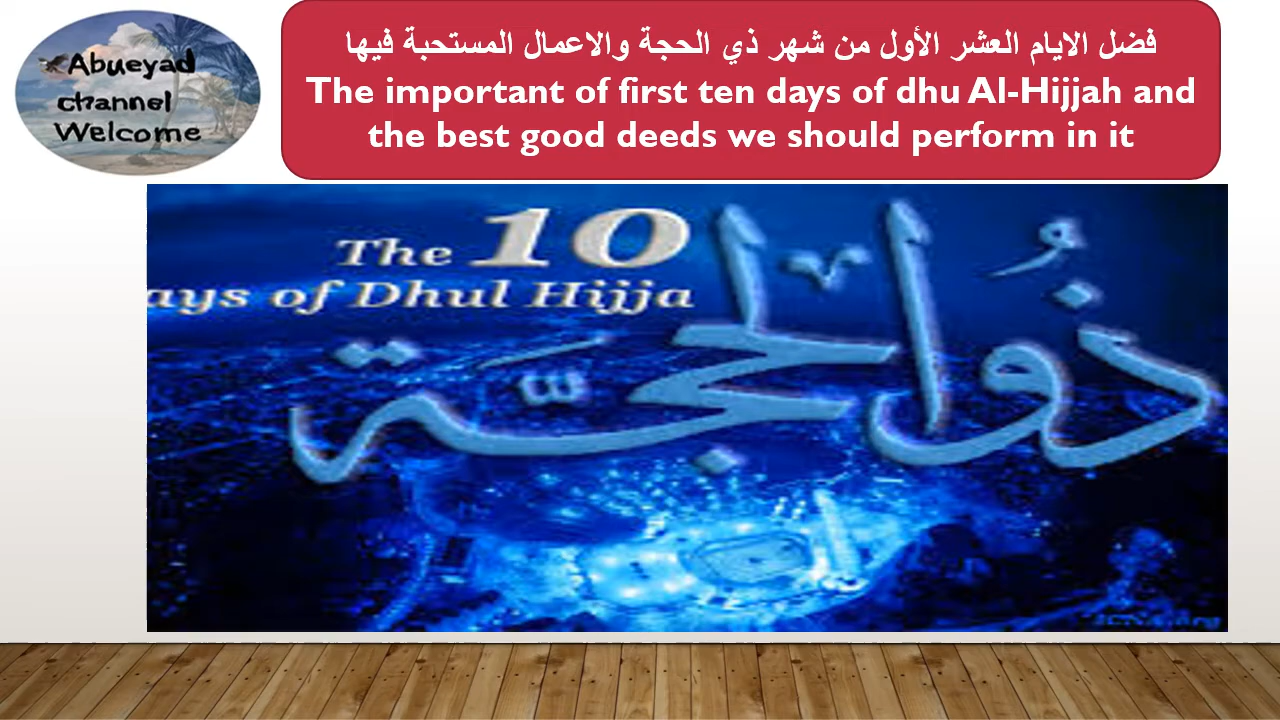 Abueyad
channel
Welcome
فضل الايام العشر الأول من شهر ذي الحجة والاعمال المستحبة فيها
The important of first ten days of dhu Al-Hijjah and
the best good deeds we should perform in it
The 10
ays of Dhul Hijja
ذُوالحجَّة